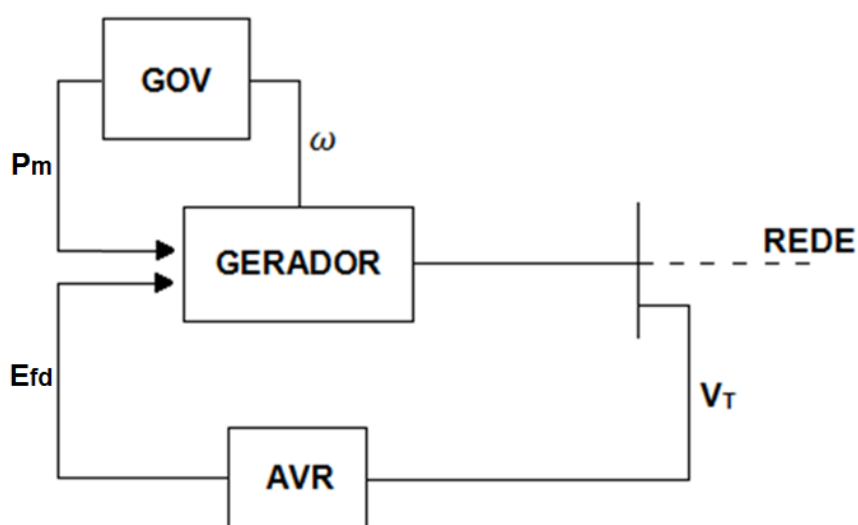 GOV
ω
Pm
REDE
GERADOR
Efd
VT
AVR